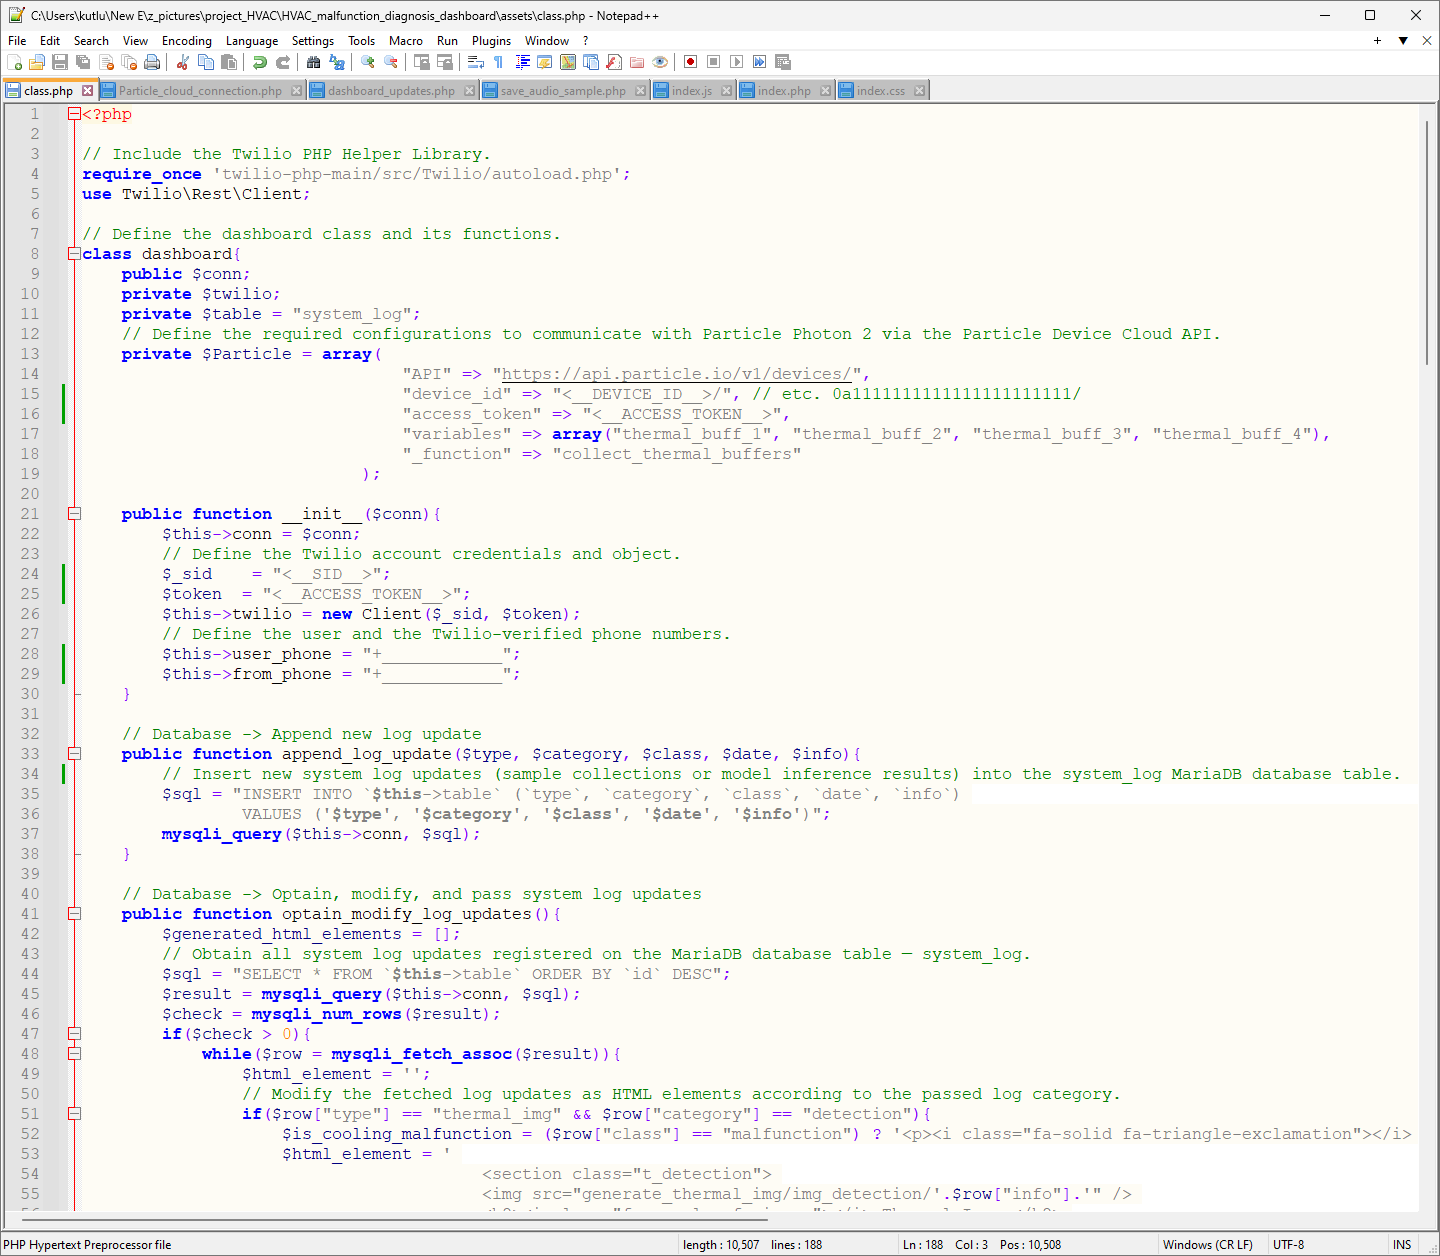 C:\Users\kutlu\New E\z_pictures\project_HVAC\HVAC_malfunction_diagnosis_dashboard\assets\class.php - Notepad++
File Edit Search View Encoding Language Settings Tools Macro Run Plugins Window ?
class.php Particle_cloud_connection.php dashboard_updates.php save_audio_sample.php index.js index.php index.css
1 <?php
2
3 // Include the Twilio PHP Helper Library.
4 require_once 'twilio-php-main/src/Twilio/autoload.php';
5 use Twilio\Rest\Client;
6
7 // Define the dashboard class and its functions.
8 class dashboard{
9 public $conn;
10 private $twilio;
11 private $table = "system_log";
12 // Define the required configurations to communicate with Particle Photon 2 via the Particle Device Cloud API.
13 private $Particle = array(
14 "API" => "https://api.particle.io/v1/devices/",
15 "device_id" => "<__DEVICE_ID__>/", // etc. 0a1111111111111111111111/
16 "access_token" => "<__ACCESS_TOKEN__>",
17 "variables" => array("thermal_buff_1", "thermal_buff_2", "thermal_buff_3", "thermal_buff_4"),
18 "_function" => "collect_thermal_buffers"
19 );
20
21 public function __init__($conn){
22 $this->conn = $conn;
23 // Define the Twilio account credentials and object.
24 $_sid    = "<__SID__>";
25 $token  = "<__ACCESS_TOKEN__>";
26 $this->twilio = new Client($_sid, $token);
27 // Define the user and the Twilio-verified phone numbers.
28 $this->user_phone = "+____________";
29 $this->from_phone = "+____________";
30 }
31
32 // Database -> Append new log update
33 public function append_log_update($type, $category, $class, $date, $info){
34 // Insert new system log updates (sample collections or model inference results) into the system_log MariaDB database table.
35 $sql = "INSERT INTO `$this->table` (`type`, `category`, `class`, `date`, `info`)
36 VALUES ('$type', '$category', '$class', '$date', '$info')";
37 mysqli_query($this->conn, $sql);
38 }
39
40 // Database -> Optain, modify, and pass system log updates
41 public function optain_modify_log_updates(){
42 $generated_html_elements = [];
43 // Obtain all system log updates registered on the MariaDB database table — system_log.
44 $sql = "SELECT * FROM `$this->table` ORDER BY `id` DESC";
45 $result = mysqli_query($this->conn, $sql);
46 $check = mysqli_num_rows($result);
47 if($check > 0){
48 while($row = mysqli_fetch_assoc($result)){
49 $html_element = '';
50 // Modify the fetched log updates as HTML elements according to the passed log category.
51 if($row["type"] == "thermal_img" && $row["category"] == "detection"){
52 $is_cooling_malfunction = ($row["class"] == "malfunction") ? '<p><i class="fa-solid fa-triangle-exclamation"></i>
53 $html_element = '
54 <section class="t_detection">
55 <img src="generate_thermal_img/img_detection/'.$row["info"].'" />
PHP Hypertext Preprocessor file length : 10,507 lines : 188 Ln : 188 Col : 3 Pos : 10,508 Windows (CR LF) UTF-8 INS